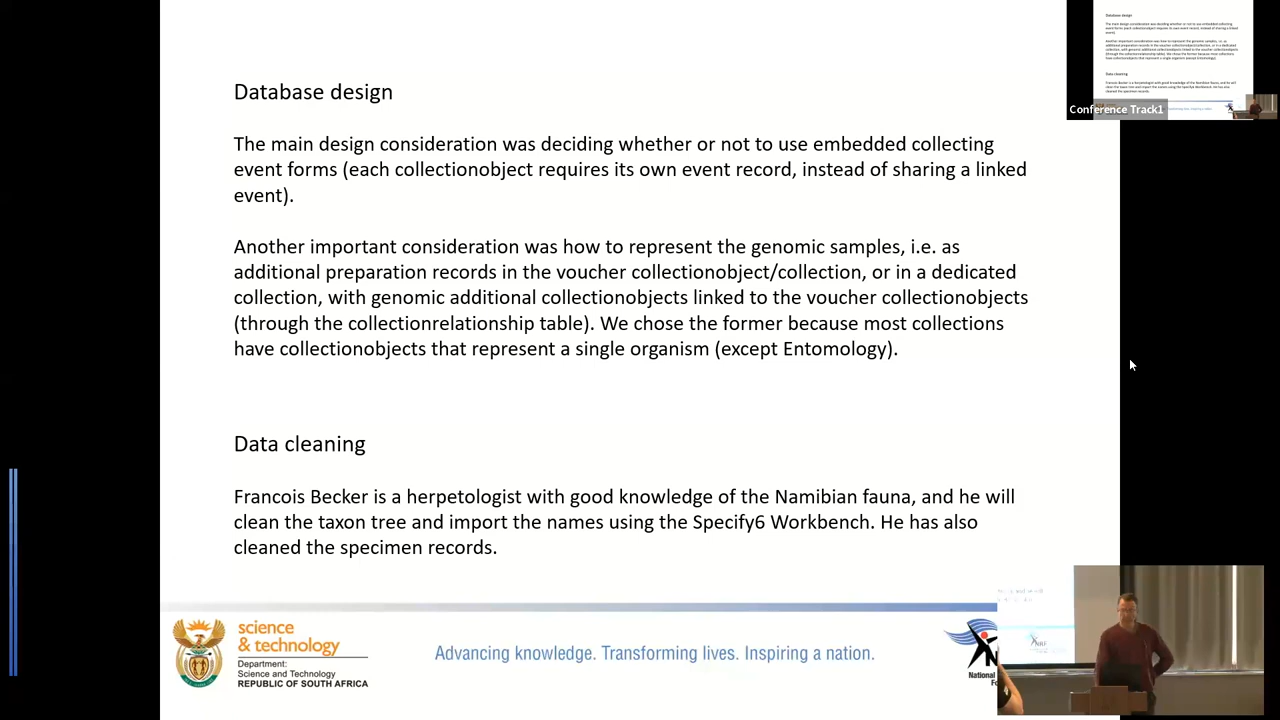 Database design
The main design consideration was deciding whether or not to use embedded collecting
event forms (each collectionobject requires its own event record, instead of sharing a linked
event).
Another important consideration was how to represent the genomic samples, i.e. as
additional preparation records in the voucher collectionobject/collection, or in a dedicated
collection, with genomic additional collectionobjects linked to the voucher collectionobjects
(through the collectionrelationship table). We chose the former because most collections
have collectionobjects that represent a single organism (except Entomology).
Data cleaning
Francois Becker is a herpetologist with good knowledge of the Namibian fauna, and he will
clean the taxon tree and import the names using the Specify6 Workbench. He has also
cleaned the specimen records.
science
& technology
Department:
Science and Technology
REPUBLIC OF SOUTH AFRICA
Advancing knowledge. Transforming lives. Inspiring a nation.
National
Conference Track1